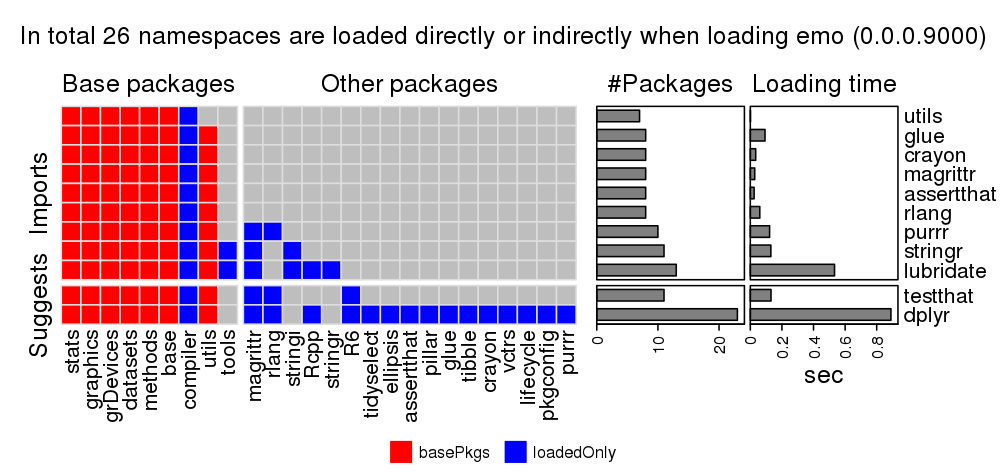 In total 26 namespaces are loaded directly or indirectly when loading emo (0.0.0.9000)
Base packages
Other packages
#Packages
Loading time
Imports
Suggests
utils
glue
crayon
magrittr
assertthat
rlang
purrr
stringr
lubridate
testthat
dplyr
stats
graphics
grDevices
datasets
methods
base
compiler
utils
tools
magrittr
rlang
stringi
Rcpp
stringr
R6
tidyselect
ellipsis
assertthat
pillar
glue
tibble
crayon
vctrs
lifecycle
pkgconfig
purrr
0 10 20
0 0.2 0.4 0.6 0.8
sec
basePkgs
loadedOnly